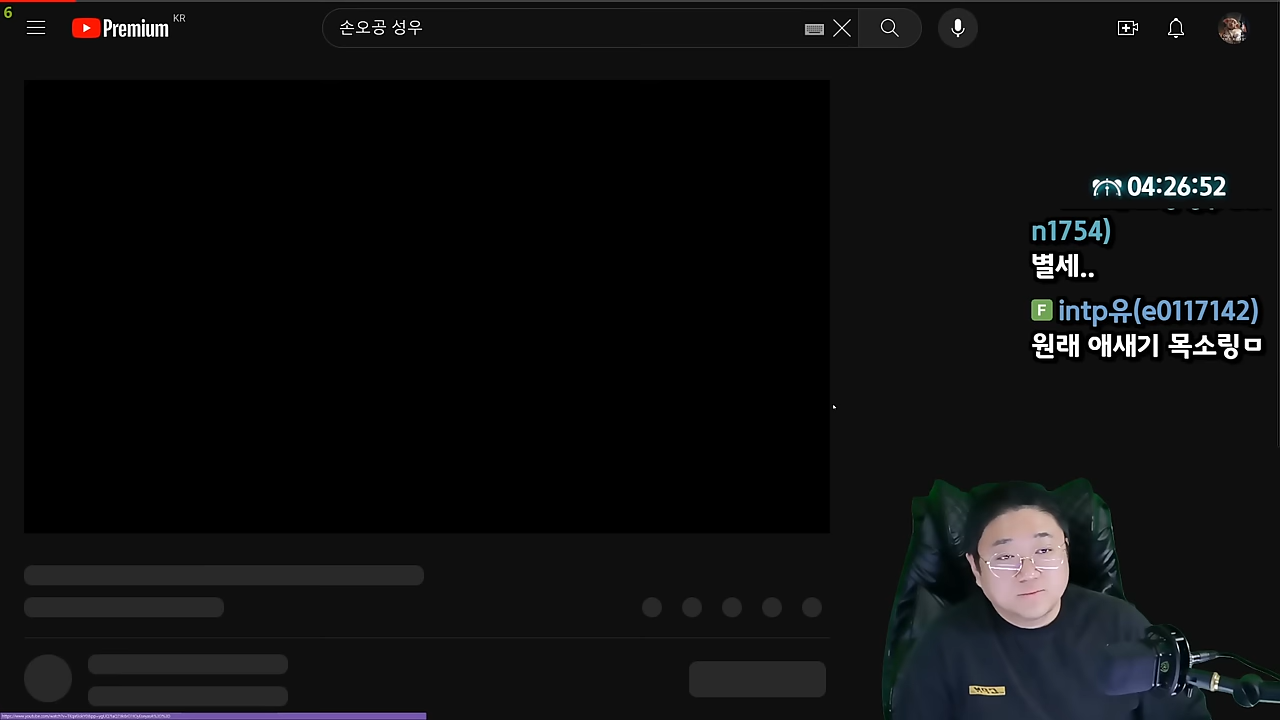 6
Premium
KR
손오공 성우
04:26:52
n1754)
별세..
F intp유(e0117142)
원래 애새기 목소링ㅁ